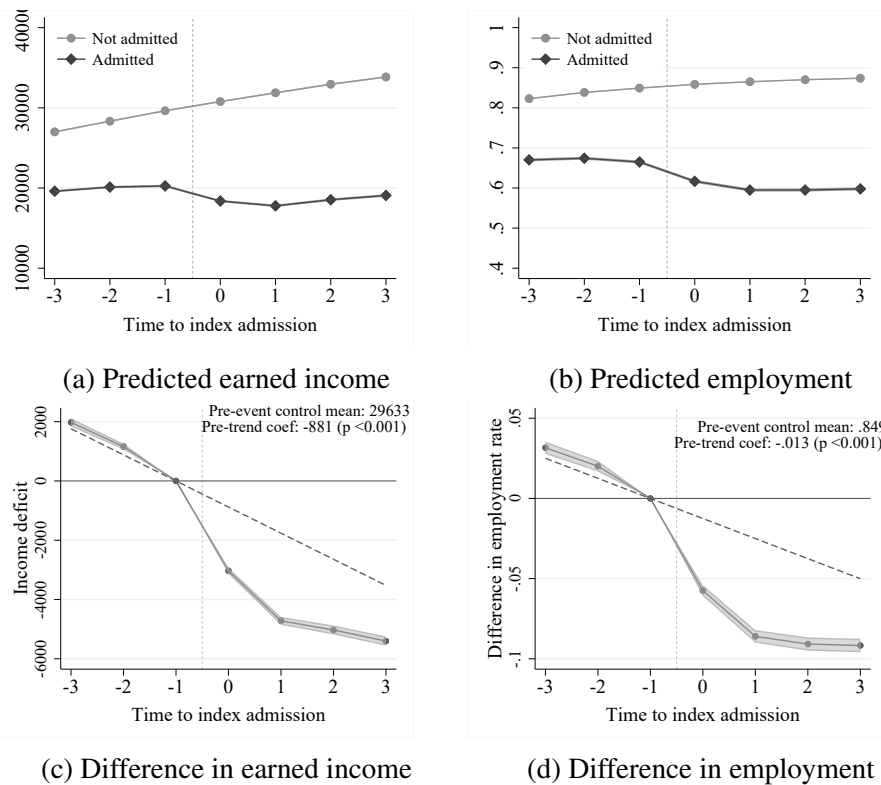 40000
30000
20000
10000
Not admitted
Admitted
-3 -2 -1 0 1 2 3
Time to index admission
(a) Predicted earned income
1
.9
.8
.7
.6
.5
.4
Not admitted
Admitted
-3 -2 -1 0 1 2 3
Time to index admission
(b) Predicted employment
Income deficit
2000
0
-2000
-4000
-6000
Pre-event control mean: 29633
Pre-trend coef: -881 (p <0.001)
-3 -2 -1 0 1 2 3
Time to index admission
(c) Difference in earned income
Difference in employment rate
.05
0
-.05
-.1
Pre-event control mean: .849
Pre-trend coef: -.013 (p <0.001)
-3 -2 -1 0 1 2 3
Time to index admission
(d) Difference in employment